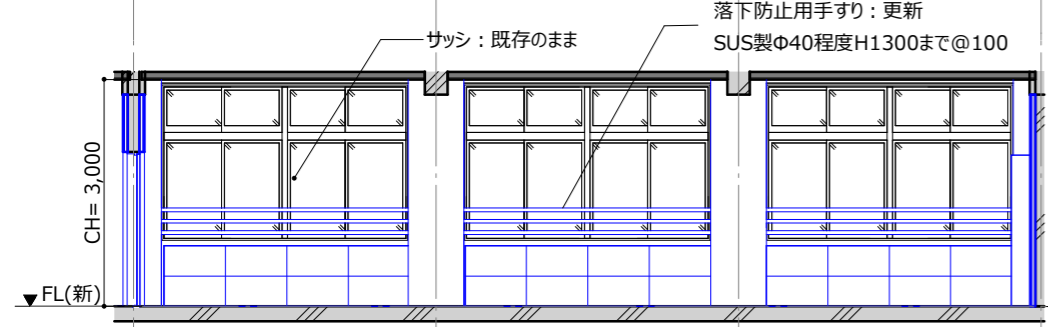 落下防止用手すり：更新
SUS製Φ40程度H1300まで@100
サッシ：既存のまま
CH= 3,000
▼FL(新)